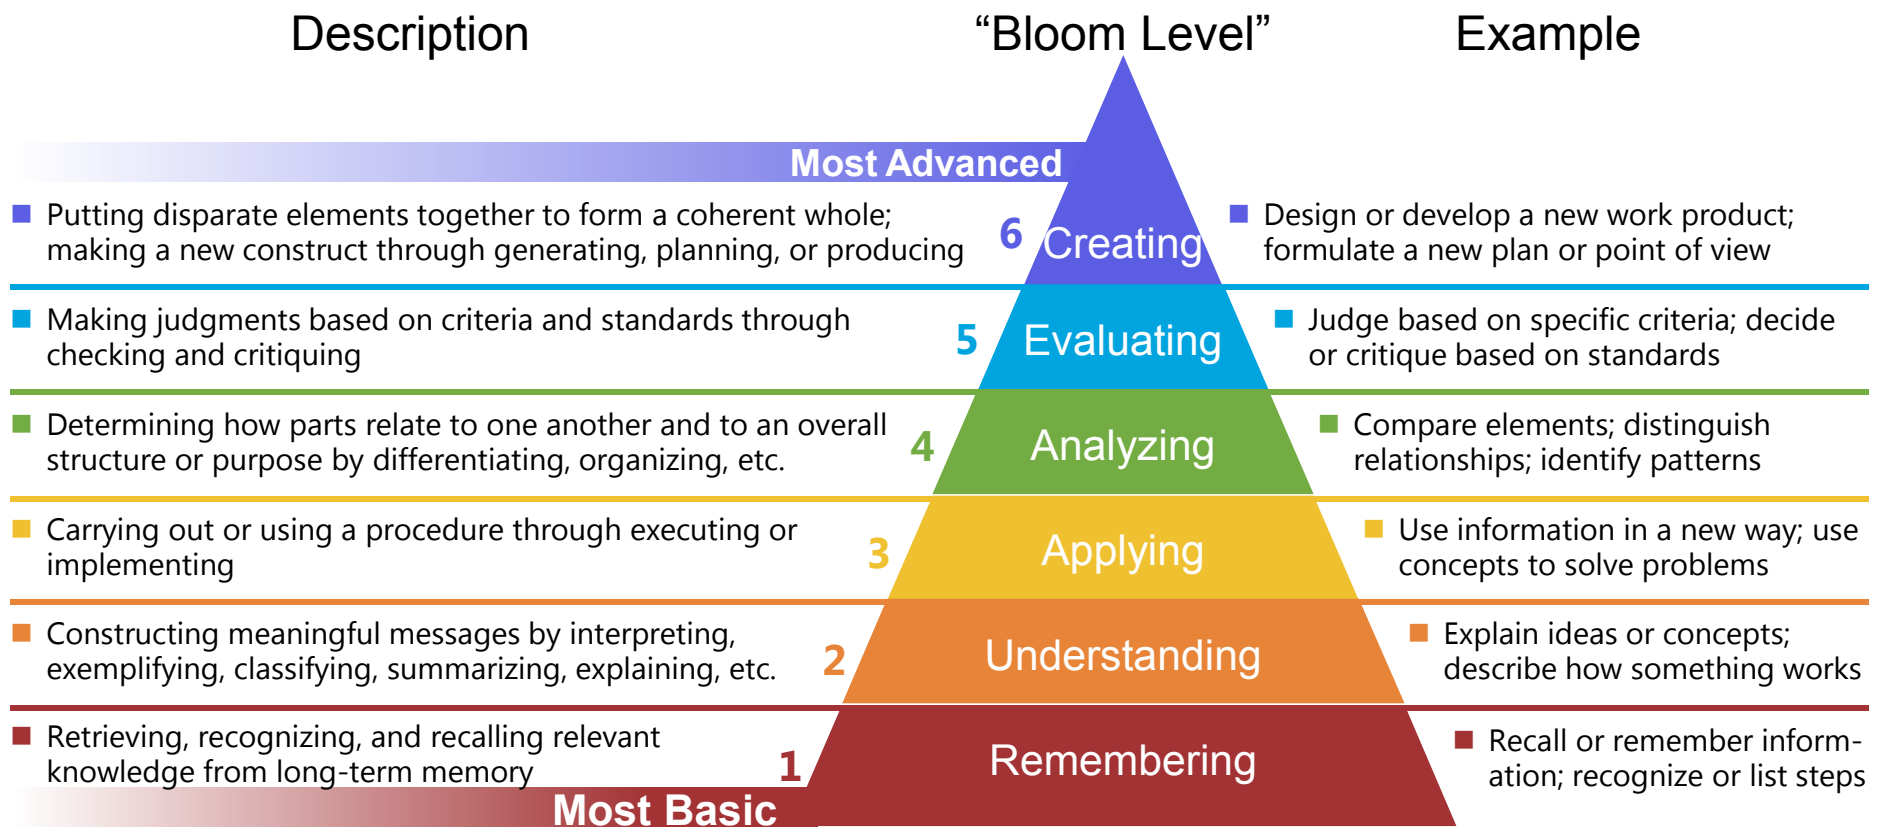 Description
“Bloom Level”
Example
Most Advanced
■ Putting disparate elements together to form a coherent whole;
making a new construct through generating, planning, or producing
6
Creating
■ Design or develop a new work product;
formulate a new plan or point of view
■ Making judgments based on criteria and standards through
checking and critiquing
5
Evaluating
■ Judge based on specific criteria; decide
or critique based on standards
■ Determining how parts relate to one another and to an overall
structure or purpose by differentiating, organizing, etc.
4
Analyzing
■ Compare elements; distinguish
relationships; identify patterns
■ Carrying out or using a procedure through executing or
implementing
3
Applying
■ Use information in a new way; use
concepts to solve problems
■ Constructing meaningful messages by interpreting,
exemplifying, classifying, summarizing, explaining, etc.
2
Understanding
■ Explain ideas or concepts;
describe how something works
■ Retrieving, recognizing, and recalling relevant
knowledge from long-term memory
1
Remembering
■ Recall or remember inform-
ation; recognize or list steps
Most Basic